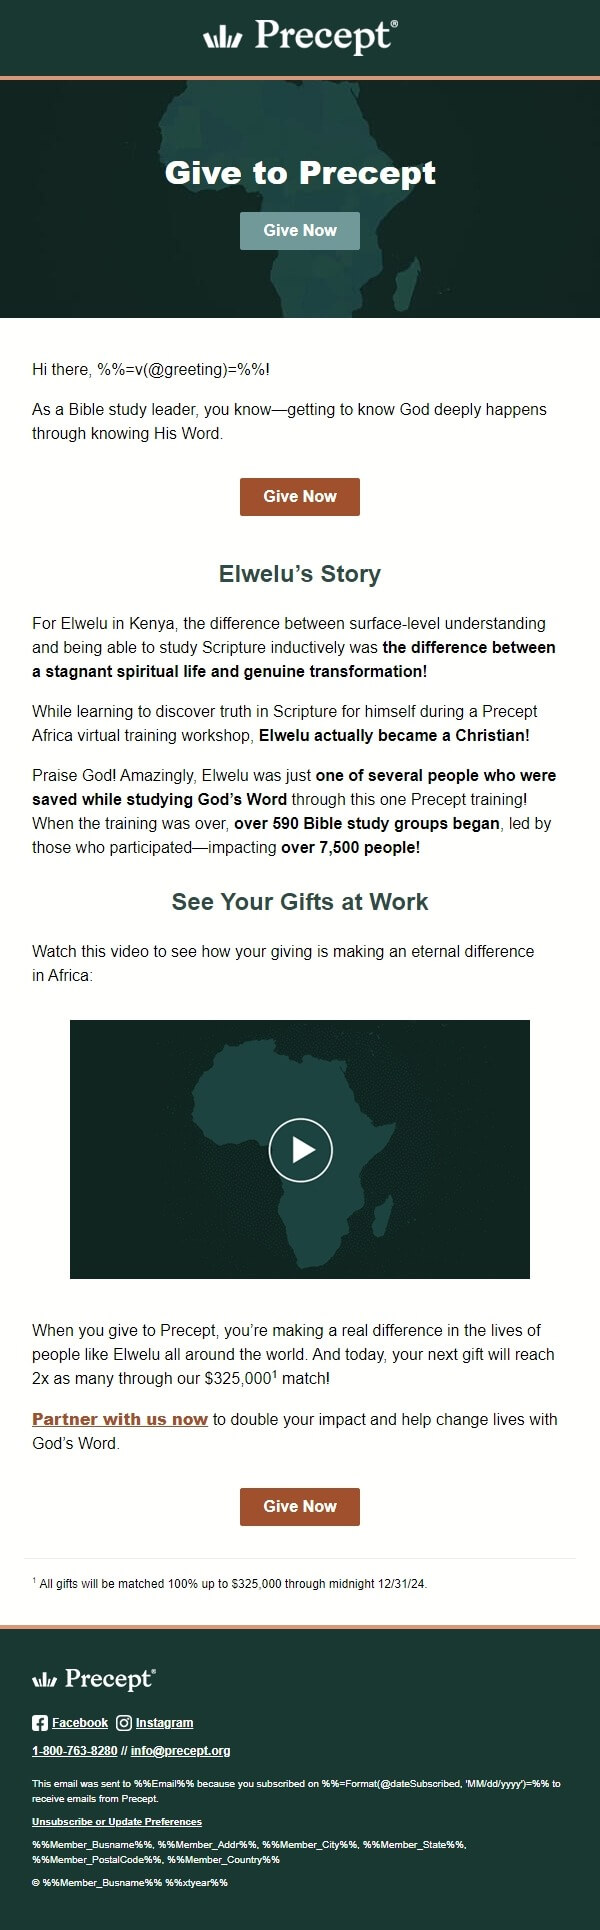 Precept®
Give to Precept
Give Now
Hi there, %%=v(@greeting)=%%!
As a Bible study leader, you know—getting to know God deeply happens
through knowing His Word.
Give Now
Elwelu’s Story
For Elwelu in Kenya, the difference between surface-level understanding
and being able to study Scripture inductively was the difference between
a stagnant spiritual life and genuine transformation!
While learning to discover truth in Scripture for himself during a Precept
Africa virtual training workshop, Elwelu actually became a Christian!
Praise God! Amazingly, Elwelu was just one of several people who were
saved while studying God’s Word through this one Precept training!
When the training was over, over 590 Bible study groups began, led by
those who participated—impacting over 7,500 people!
See Your Gifts at Work
Watch this video to see how your giving is making an eternal difference
in Africa:
When you give to Precept, you’re making a real difference in the lives of
people like Elwelu all around the world. And today, your next gift will reach
2x as many through our $325,000¹ match!
Partner with us now to double your impact and help change lives with
God’s Word.
Give Now
¹ All gifts will be matched 100% up to $325,000 through midnight 12/31/24.
Precept®
Facebook Instagram
1-800-763-8280 // info@precept.org
This email was sent to %%Email%% because you subscribed on %%=Format(@dateSubscribed, 'MM/dd/yyyy')=%% to
receive emails from Precept.
Unsubscribe or Update Preferences
%%Member_Busname%%, %%Member_Addr%%, %%Member_City%%, %%Member_State%%,
%%Member_PostalCode%%, %%Member_Country%%
© %%Member_Busname%% %%xtyear%%